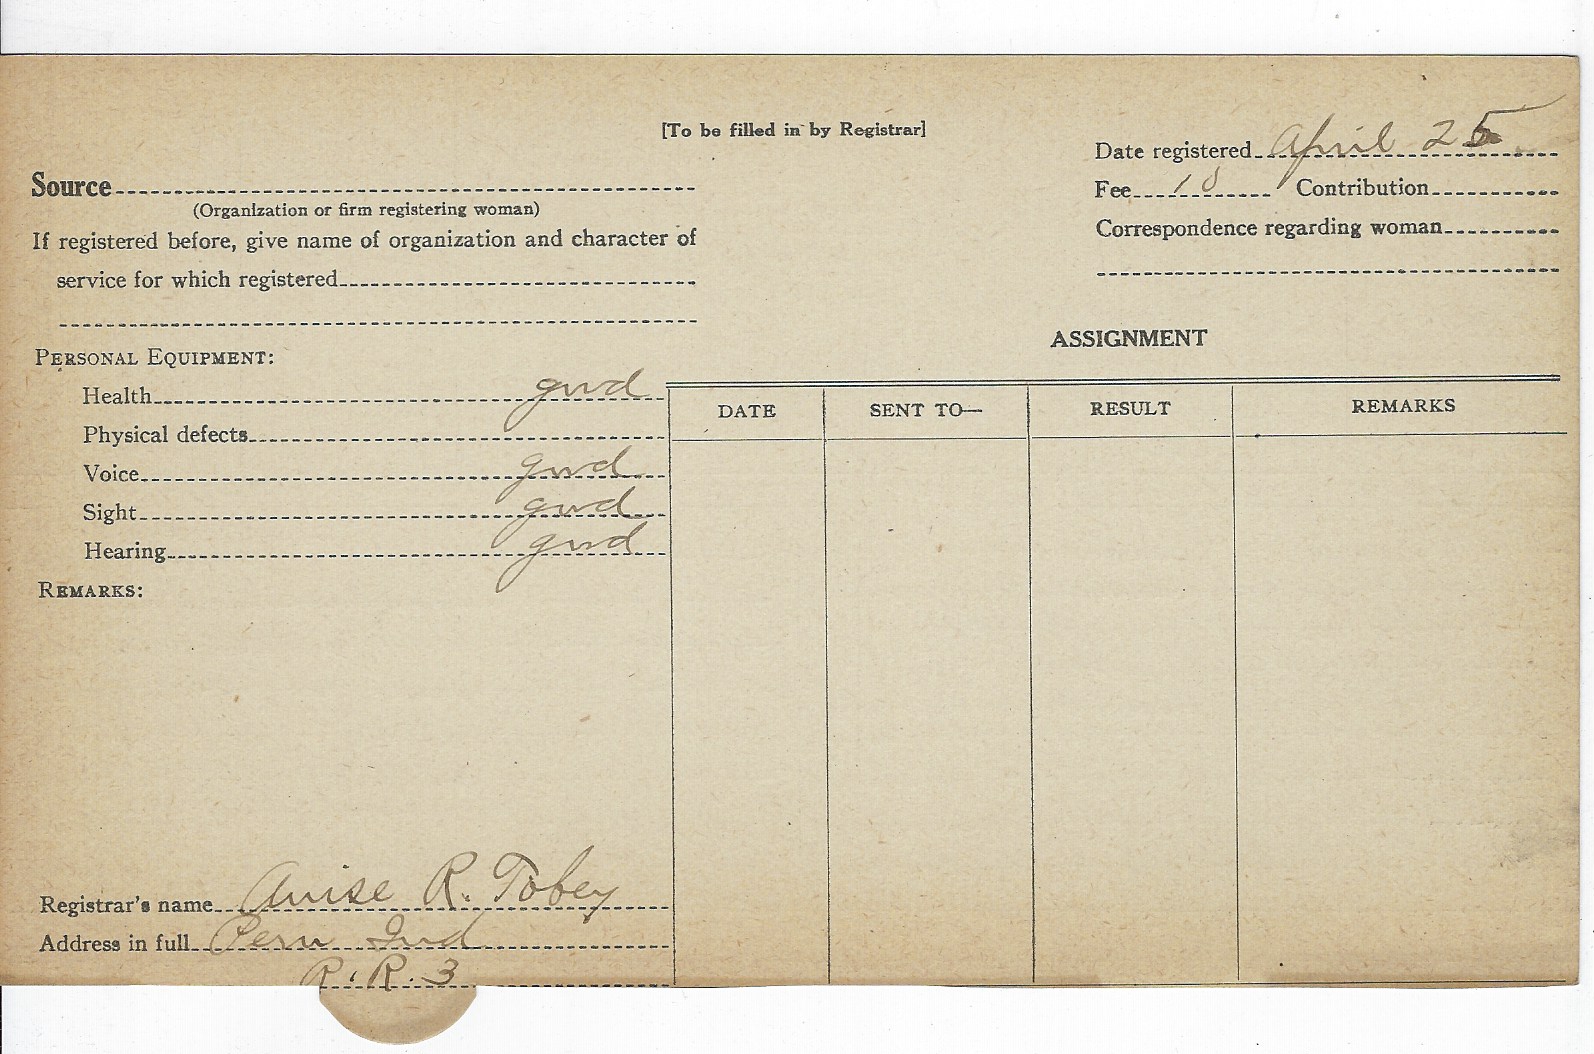 [To be filled in by Registrar]
Date registered April 25
Source
Fee 10 Contribution
(Organization or firm registering woman)
Correspondence regarding woman
If registered before, give name of organization and character of
service for which registered
ASSIGNMENT
PERSONAL EQUIPMENT:
Health good
DATE SENT TO— RESULT REMARKS
Physical defects
Voice good
Sight good
Hearing good
REMARKS:
Registrar's name Anise R. Tobey
Address in full Peru Ind
R. R. 3